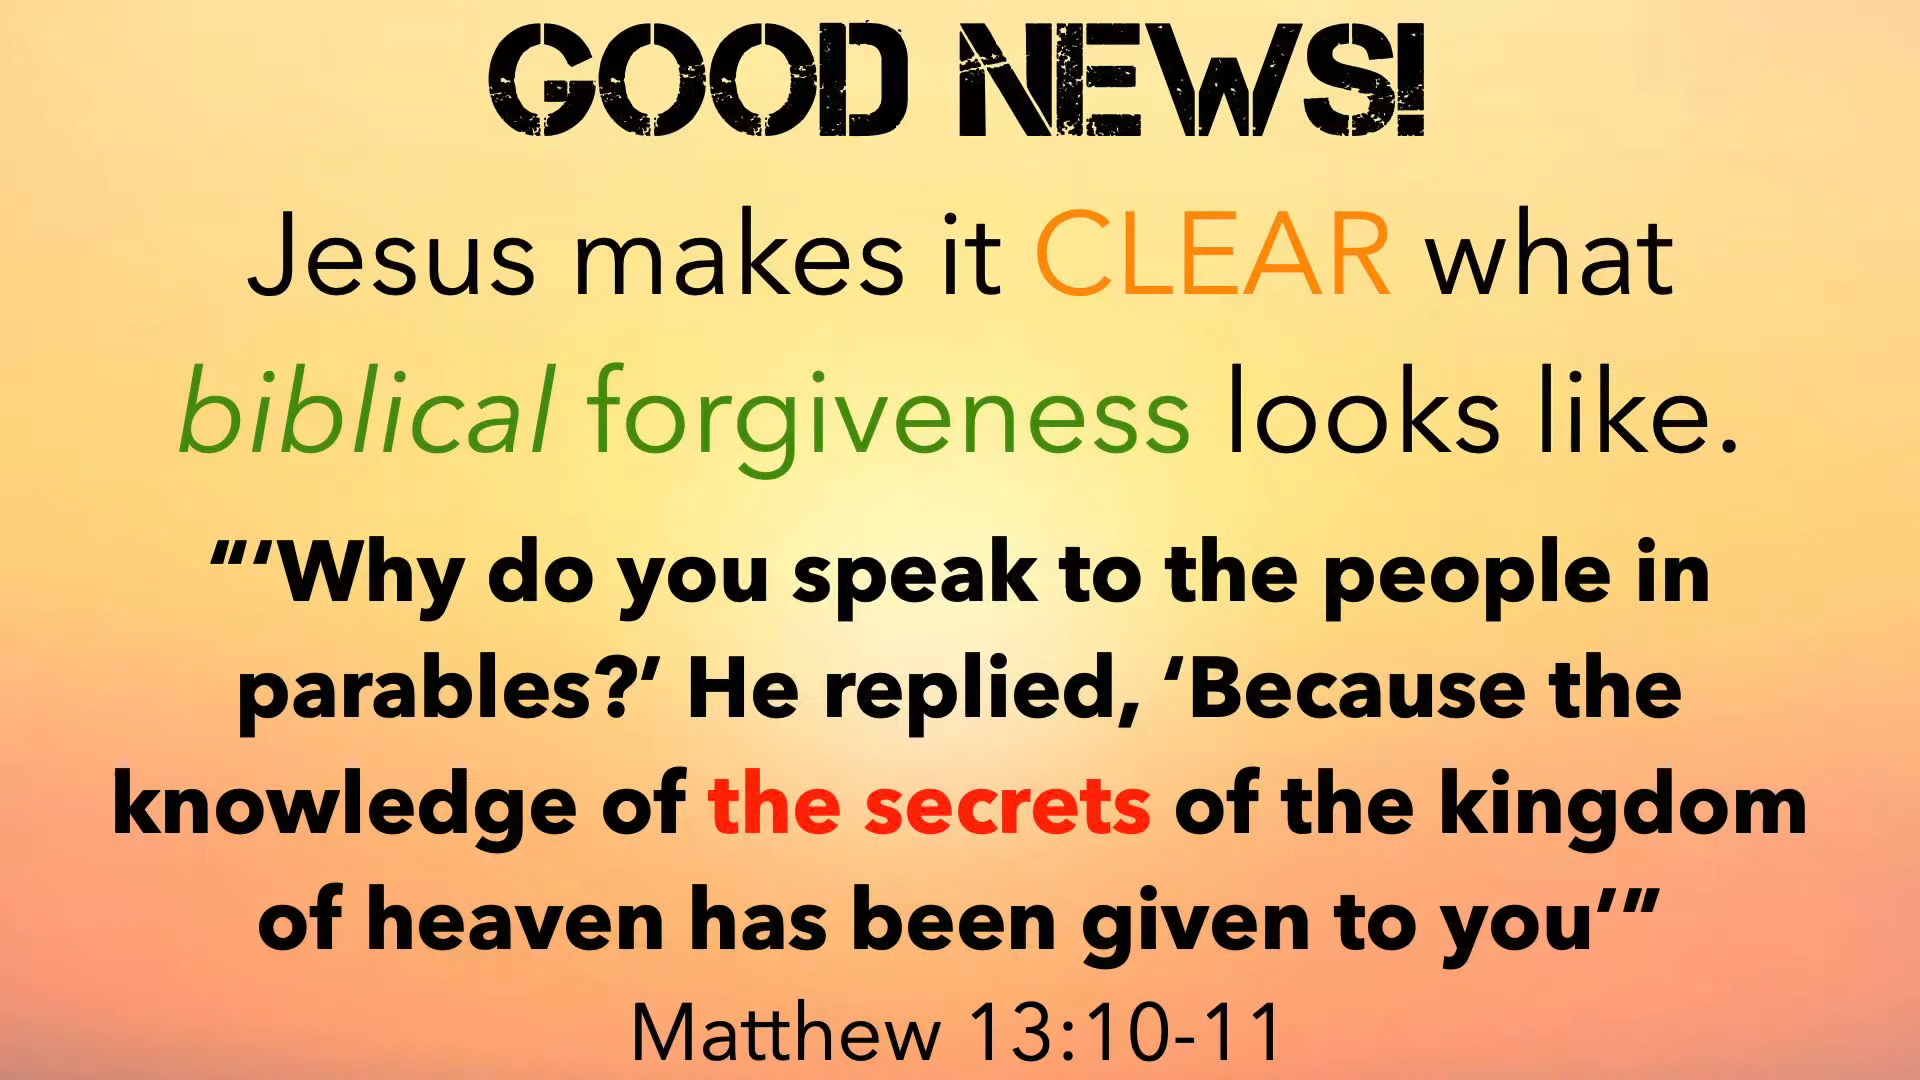 GOOD NEWS!
Jesus makes it CLEAR what
biblical forgiveness looks like.
“‘Why do you speak to the people in
parables?’ He replied, ‘Because the
knowledge of the secrets of the kingdom
of heaven has been given to you’”
Matthew 13:10-11